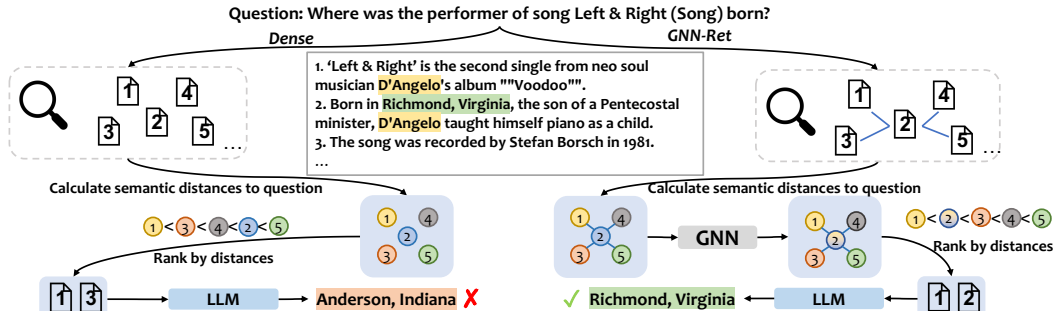 Question: Where was the performer of song Left & Right (Song) born?
Dense
GNN-Ret
1. ‘Left & Right’ is the second single from neo soul
musician D'Angelo's album ""Voodoo"".
2. Born in Richmond, Virginia, the son of a Pentecostal
minister, D'Angelo taught himself piano as a child.
3. The song was recorded by Stefan Borsch in 1981.
...
1
4
2
3
5
...
1
4
2
3
5
...
Calculate semantic distances to question
Calculate semantic distances to question
1<3<4<2<5
Rank by distances
1
4
2
3
5
1
4
2
3
5
GNN
1
4
2
3
5
1<2<3<4<5
Rank by distances
1 3
LLM
Anderson, Indiana ✗
✓ Richmond, Virginia
LLM
1 2